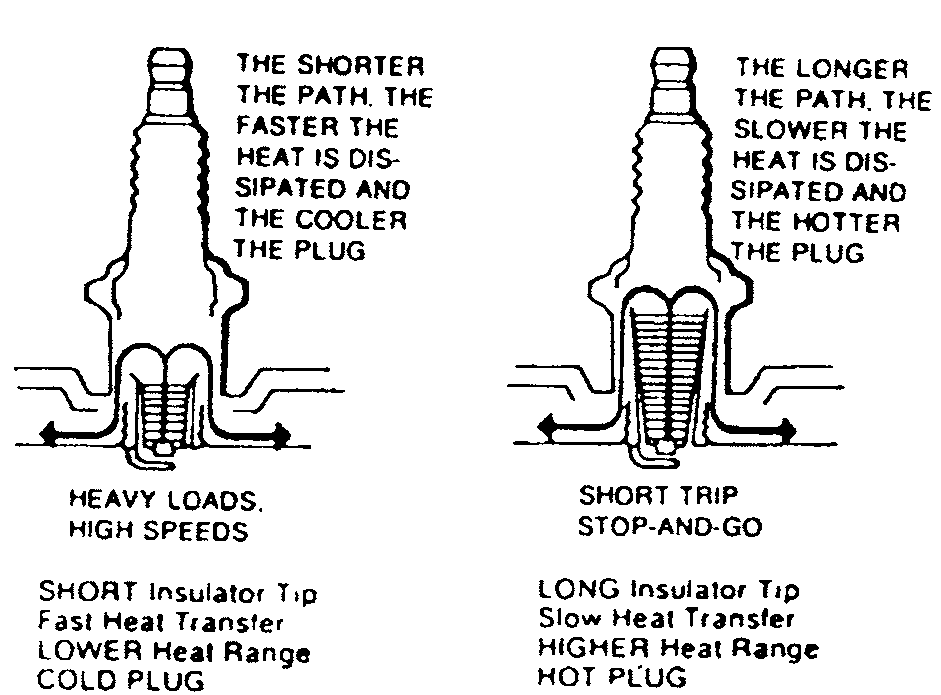 THE SHORTER
THE PATH, THE
FASTER THE
HEAT IS DIS-
SIPATED AND
THE COOLER
THE PLUG
HEAVY LOADS,
HIGH SPEEDS
SHORT Insulator Tip
Fast Heat Transfer
LOWER Heat Range
COLD PLUG
THE LONGER
THE PATH, THE
SLOWER THE
HEAT IS DIS-
SIPATED AND
THE HOTTER
THE PLUG
SHORT TRIP
STOP-AND-GO
LONG Insulator Tip
Slow Heat Transfer
HIGHER Heat Range
HOT PLUG